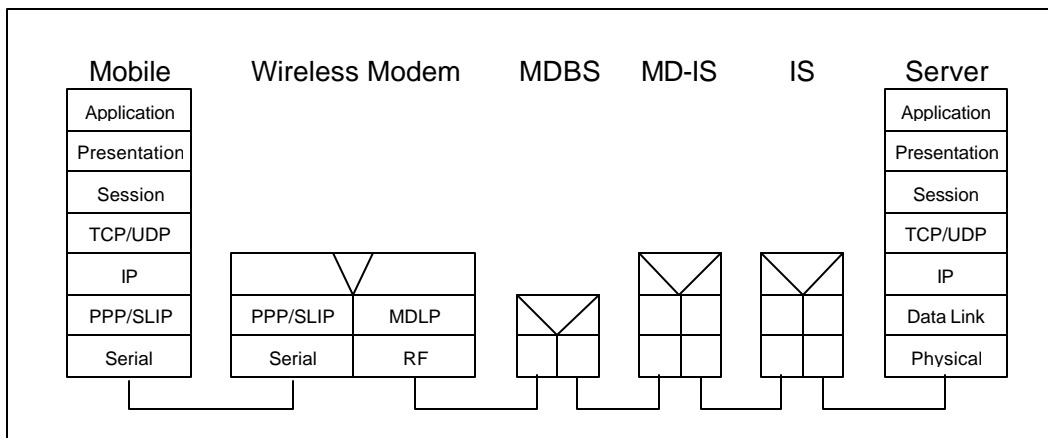 Mobile Wireless Modem MDBS MD-IS IS Server
Application Application
Presentation Presentation
Session Session
TCP/UDP TCP/UDP
IP IP
PPP/SLIP PPP/SLIP MDLP Data Link
Serial Serial RF Physical